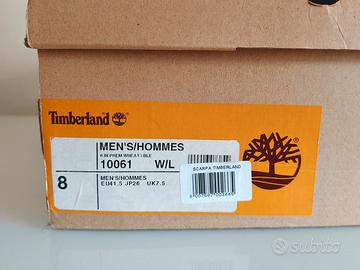 Timberland
MEN'S/HOMMES
6 IN PREM WHEAT / BLE
10061 W/L
SCARPA TIMBERLAND
8
MEN'S/HOMMES
EU41.5 JP26 UK7.5
subito